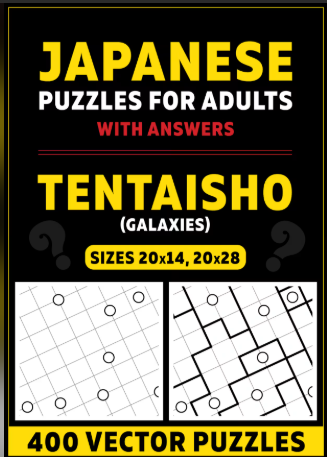 JAPANESE
PUZZLES FOR ADULTS
WITH ANSWERS
TENTAISHO
(GALAXIES)
? ?
SIZES 20x14, 20x28
400 VECTOR PUZZLES